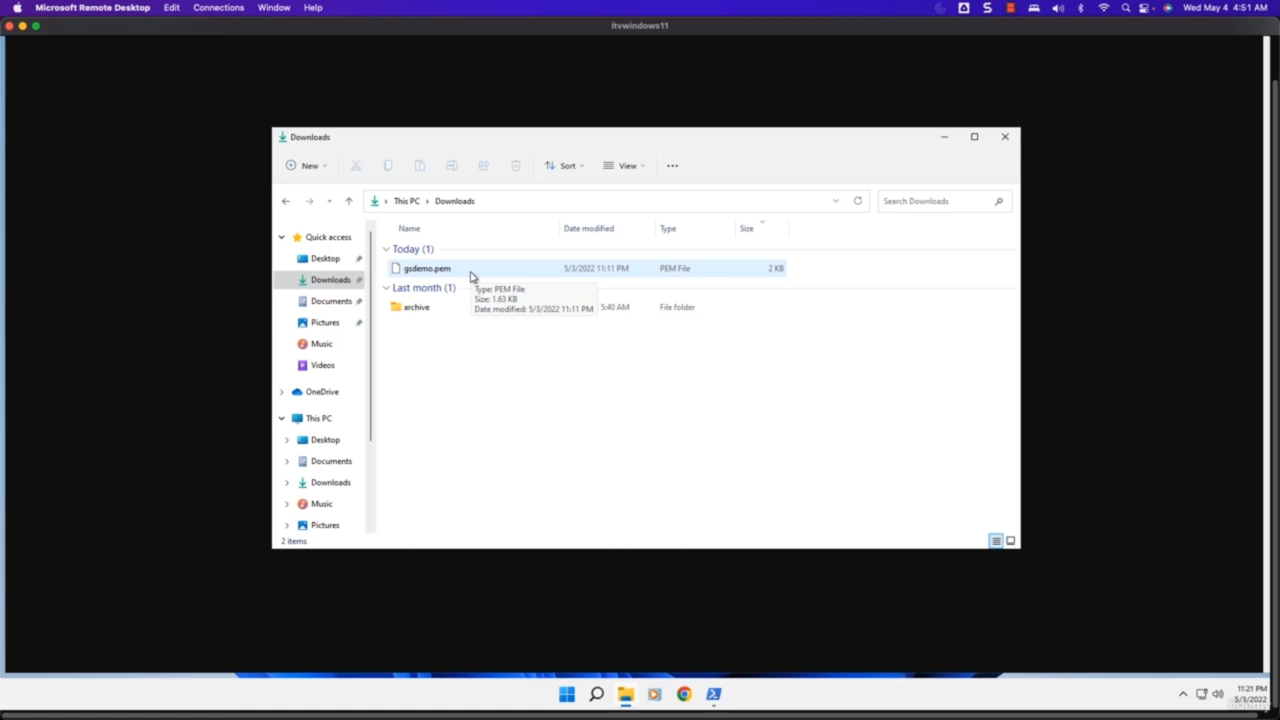 Microsoft Remote Desktop Edit Connections Window Help Wed May 4 4:51 AM
itvwindows11
Downloads
New Sort View
This PC Downloads Search Downloads
Name Date modified Type Size
Quick access Today (1)
Desktop gsdemo.pem 5/3/2022 11:11 PM PEM File 2 KB
Downloads Last month (1) Type: PEM File
Size: 1.63 KB
Documents archive Date modified: 5/3/2022 11:11 PM 5:40 AM File folder
Pictures
Music
Videos
OneDrive
This PC
Desktop
Documents
Downloads
Music
Pictures
2 items
11:21 PM
5/3/2022